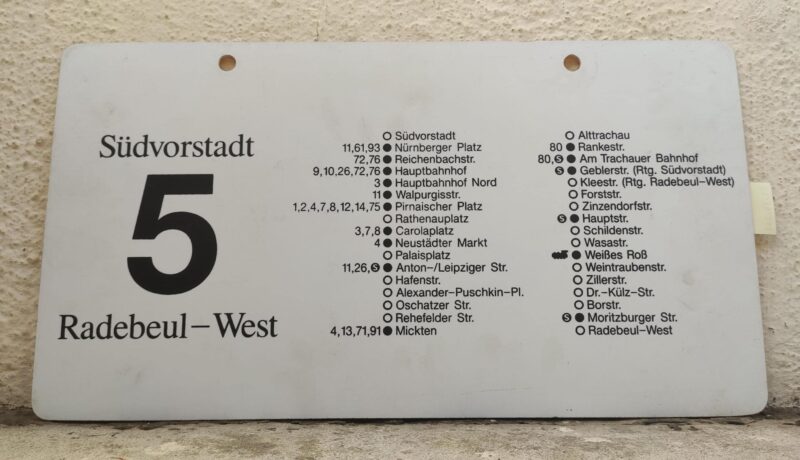 Südvorstadt
5
Radebeul-West
Südvorstadt
11,61,93 Nürnberger Platz
72,76 Reichenbachstr.
9,10,26,72,76 Hauptbahnhof
3 Hauptbahnhof Nord
11 Walpurgisstr.
1,2,4,7,8,12,14,75 Pirnaischer Platz
Rathenauplatz
3,7,8 Carolaplatz
4 Neustädter Markt
Palaisplatz
11,26,S Anton-/Leipziger Str.
Hafenstr.
Alexander-Puschkin-Pl.
Oschatzer Str.
Rehefelder Str.
4,13,71,91 Mickten
Alttrachau
80 Rankestr.
80,S Am Trachauer Bahnhof
S Geblerstr. (Rtg. Südvorstadt)
Kleestr. (Rtg. Radebeul-West)
Forststr.
Zinzendorfstr.
S Hauptstr.
Schildenstr.
Wasastr.
Weißes Roß
Weintraubenstr.
Zillerstr.
Dr.-Külz-Str.
Borstr.
S Moritzburger Str.
Radebeul-West